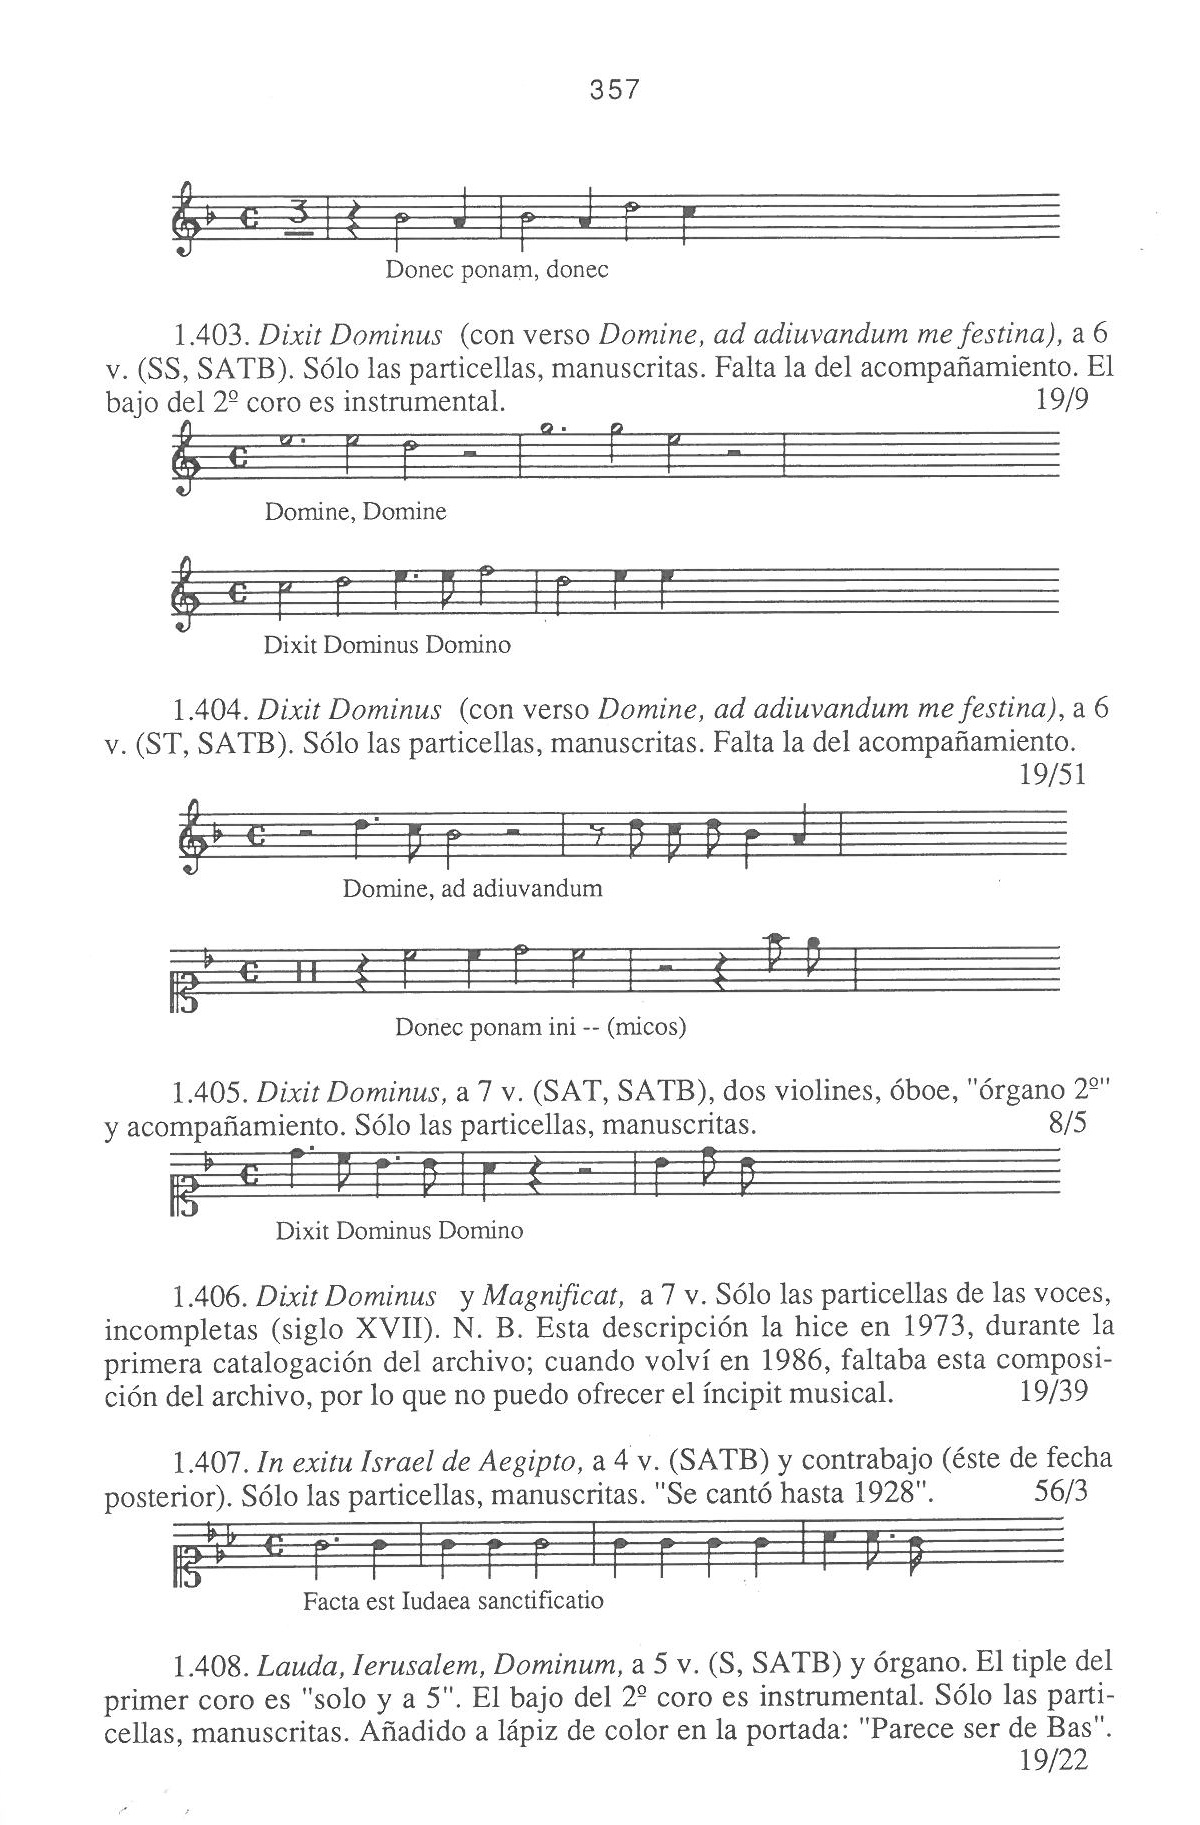 357
3
Donec ponam, donec
1.403. Dixit Dominus (con verso Domine, ad adiuvandum me festina), a 6
v. (SS, SATB). Sólo las particellas, manuscritas. Falta la del acompañamiento. El
bajo del 2º coro es instrumental. 19/9
Domine, Domine
Dixit Dominus Domino
1.404. Dixit Dominus (con verso Domine, ad adiuvandum me festina), a 6
v. (ST, SATB). Sólo las particellas, manuscritas. Falta la del acompañamiento.
19/51
Domine, ad adiuvandum
Donec ponam ini -- (micos)
1.405. Dixit Dominus, a 7 v. (SAT, SATB), dos violines, óboe, "órgano 2º"
y acompañamiento. Sólo las particellas, manuscritas. 8/5
Dixit Dominus Domino
1.406. Dixit Dominus y Magnificat, a 7 v. Sólo las particellas de las voces,
incompletas (siglo XVII). N. B. Esta descripción la hice en 1973, durante la
primera catalogación del archivo; cuando volví en 1986, faltaba esta composi-
ción del archivo, por lo que no puedo ofrecer el íncipit musical. 19/39
1.407. In exitu Israel de Aegipto, a 4 v. (SATB) y contrabajo (éste de fecha
posterior). Sólo las particellas, manuscritas. "Se cantó hasta 1928". 56/3
Facta est Iudaea sanctificatio
1.408. Lauda, Ierusalem, Dominum, a 5 v. (S, SATB) y órgano. El tiple del
primer coro es "solo y a 5". El bajo del 2º coro es instrumental. Sólo las parti-
cellas, manuscritas. Añadido a lápiz de color en la portada: "Parece ser de Bas".
19/22